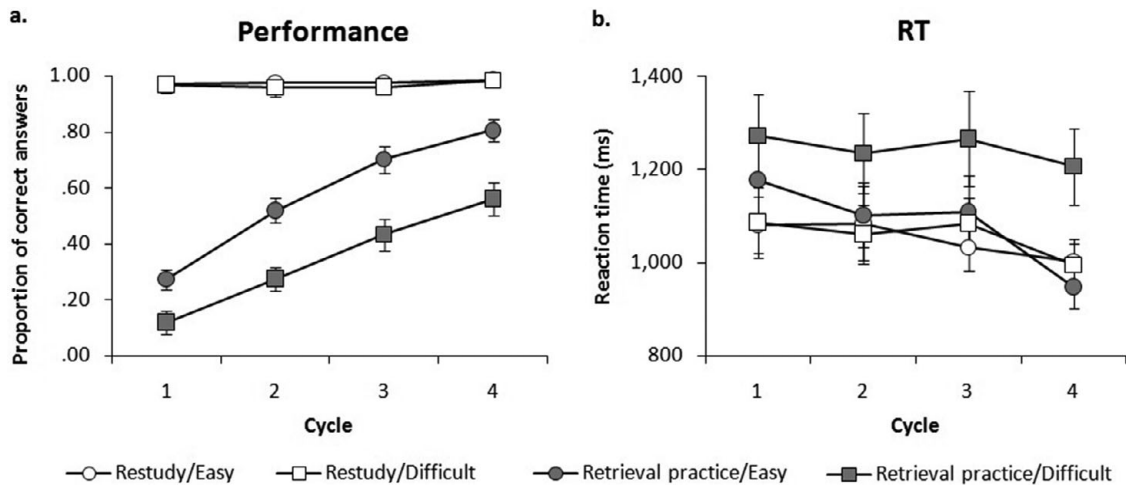 a.
Performance
Proportion of correct answers
1.00
.80
.60
.40
.20
.00
1 2 3 4
Cycle
b.
RT
Reaction time (ms)
1,400
1,200
1,000
800
1 2 3 4
Cycle
Restudy/Easy Restudy/Difficult Retrieval practice/Easy Retrieval practice/Difficult